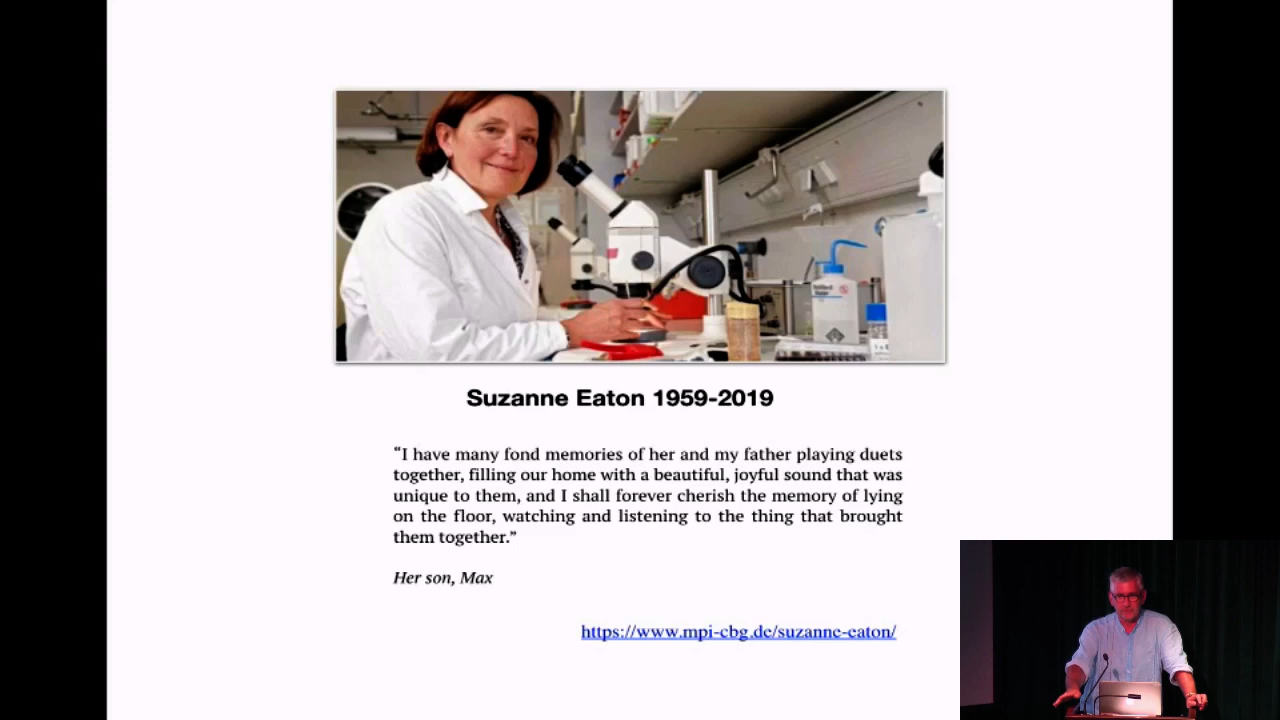 Suzanne Eaton 1959-2019
“I have many fond memories of her and my father playing duets
together, filling our home with a beautiful, joyful sound that was
unique to them, and I shall forever cherish the memory of lying
on the floor, watching and listening to the thing that brought
them together.”
Her son, Max
https://www.mpi-cbg.de/suzanne-eaton/